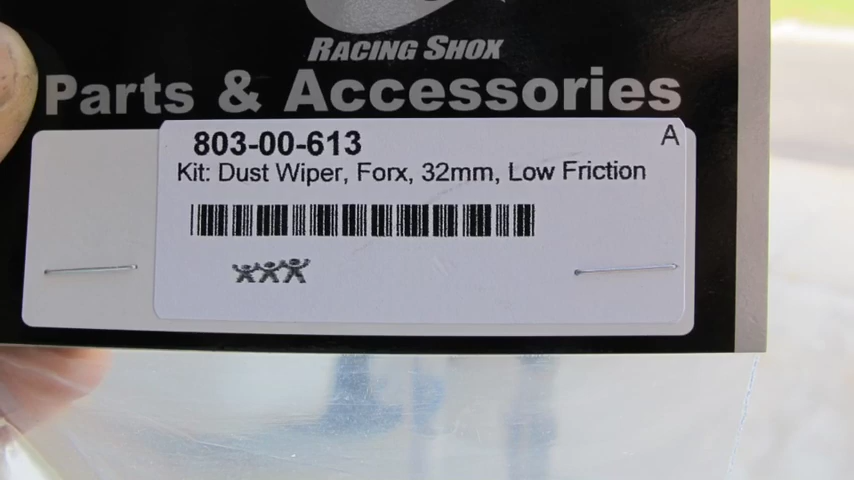 RACING SHOX
Parts & Accessories
803-00-613
A
Kit: Dust Wiper, Forx, 32mm, Low Friction